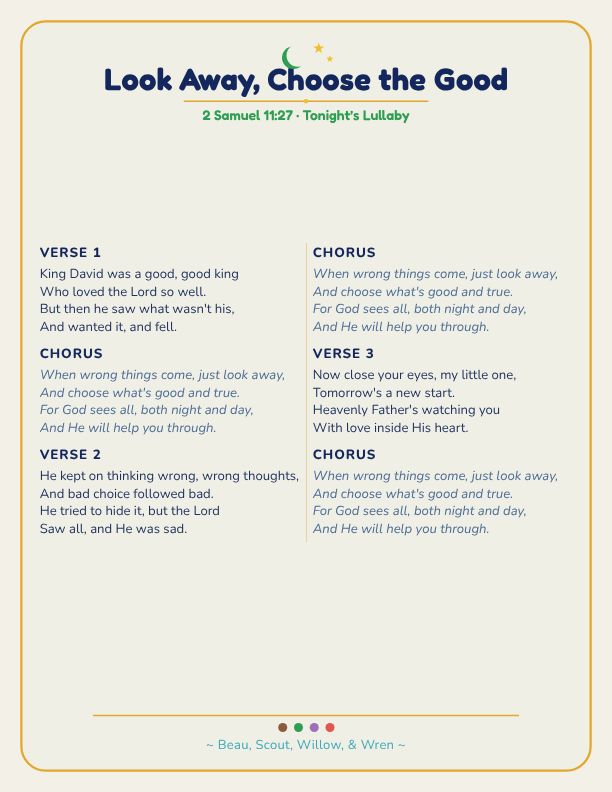 Look Away, Choose the Good
2 Samuel 11:27 · Tonight's Lullaby
VERSE 1
King David was a good, good king
Who loved the Lord so well.
But then he saw what wasn't his,
And wanted it, and fell.
CHORUS
When wrong things come, just look away,
And choose what's good and true.
For God sees all, both night and day,
And He will help you through.
VERSE 2
He kept on thinking wrong, wrong thoughts,
And bad choice followed bad.
He tried to hide it, but the Lord
Saw all, and He was sad.
CHORUS
When wrong things come, just look away,
And choose what's good and true.
For God sees all, both night and day,
And He will help you through.
VERSE 3
Now close your eyes, my little one,
Tomorrow's a new start.
Heavenly Father's watching you
With love inside His heart.
CHORUS
When wrong things come, just look away,
And choose what's good and true.
For God sees all, both night and day,
And He will help you through.
~ Beau, Scout, Willow, & Wren ~